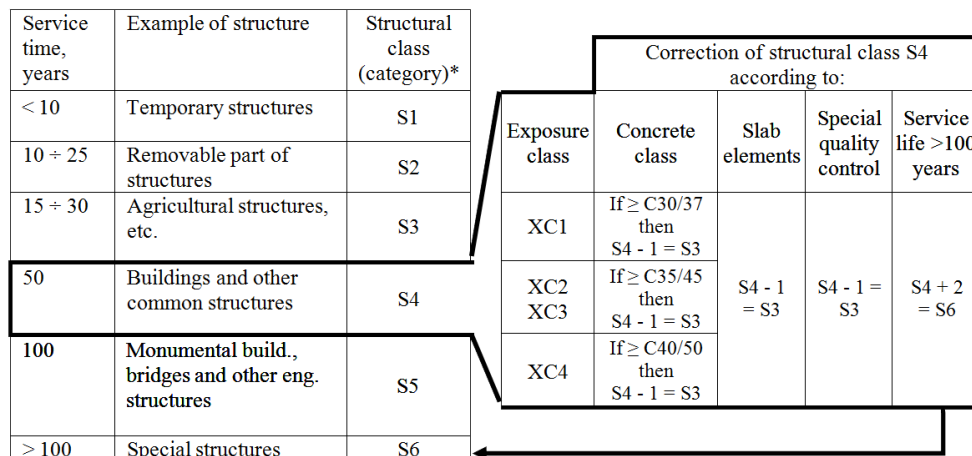 Service
time,
years
Example of structure
Structural
class
(category)*
< 10
Temporary structures
S1
10 ÷ 25
Removable part of
structures
S2
15 ÷ 30
Agricultural structures,
etc.
S3
50
Buildings and other
common structures
S4
100
Monumental build.,
bridges and other eng.
structures
S5
> 100
Special structures
S6
Correction of structural class S4
according to:
Exposure
class
Concrete
class
Slab
elements
Special
quality
control
Service
life >100
years
XC1
If ≥ C30/37
then
S4 - 1 = S3
XC2
XC3
If ≥ C35/45
then
S4 - 1 = S3
XC4
If ≥ C40/50
then
S4 - 1 = S3
S4 - 1
= S3
S4 - 1 =
S3
S4 + 2
= S6